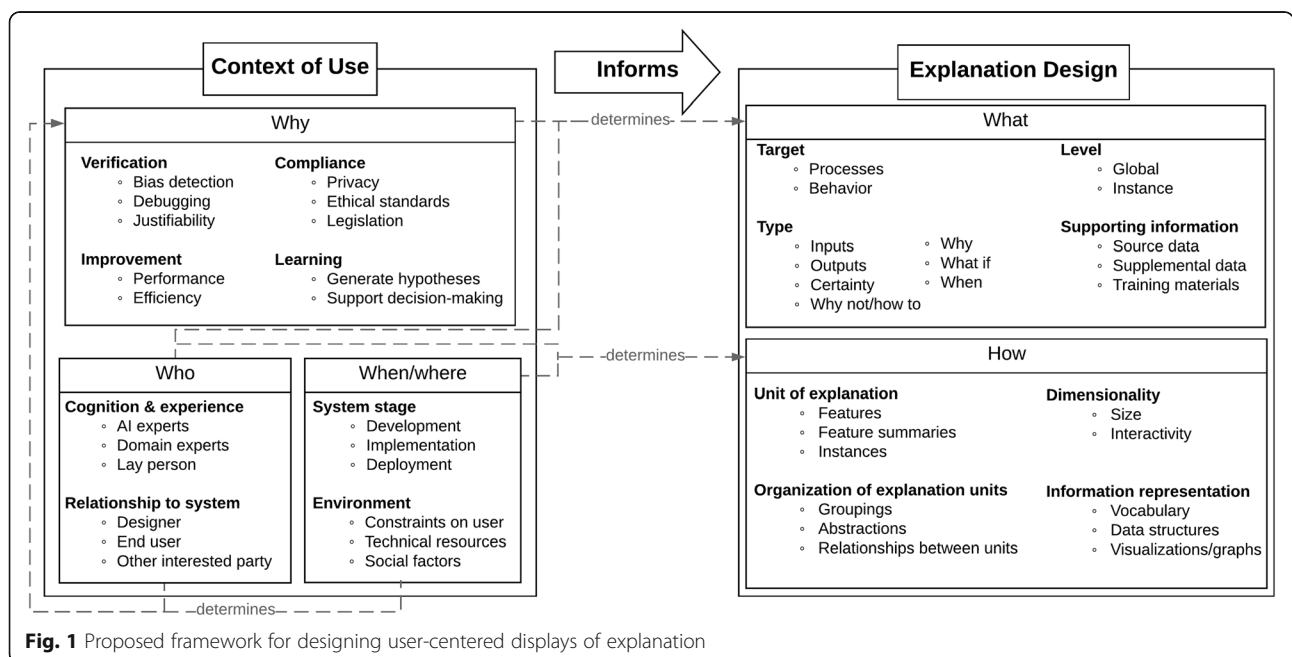 Context of Use
Informs
Explanation Design
Why
Verification
◦ Bias detection
◦ Debugging
◦ Justifiability
Compliance
◦ Privacy
◦ Ethical standards
◦ Legislation
Improvement
◦ Performance
◦ Efficiency
Learning
◦ Generate hypotheses
◦ Support decision-making
determines
What
Target
◦ Processes
◦ Behavior
Level
◦ Global
◦ Instance
Type
◦ Inputs
◦ Outputs
◦ Certainty
◦ Why not/how to
◦ Why
◦ What if
◦ When
Supporting information
◦ Source data
◦ Supplemental data
◦ Training materials
Who
Cognition & experience
◦ AI experts
◦ Domain experts
◦ Lay person
Relationship to system
◦ Designer
◦ End user
◦ Other interested party
When/where
System stage
◦ Development
◦ Implementation
◦ Deployment
Environment
◦ Constraints on user
◦ Technical resources
◦ Social factors
determines
How
Unit of explanation
◦ Features
◦ Feature summaries
◦ Instances
Dimensionality
◦ Size
◦ Interactivity
Organization of explanation units
◦ Groupings
◦ Abstractions
◦ Relationships between units
Information representation
◦ Vocabulary
◦ Data structures
◦ Visualizations/graphs
determines
Fig. 1 Proposed framework for designing user-centered displays of explanation